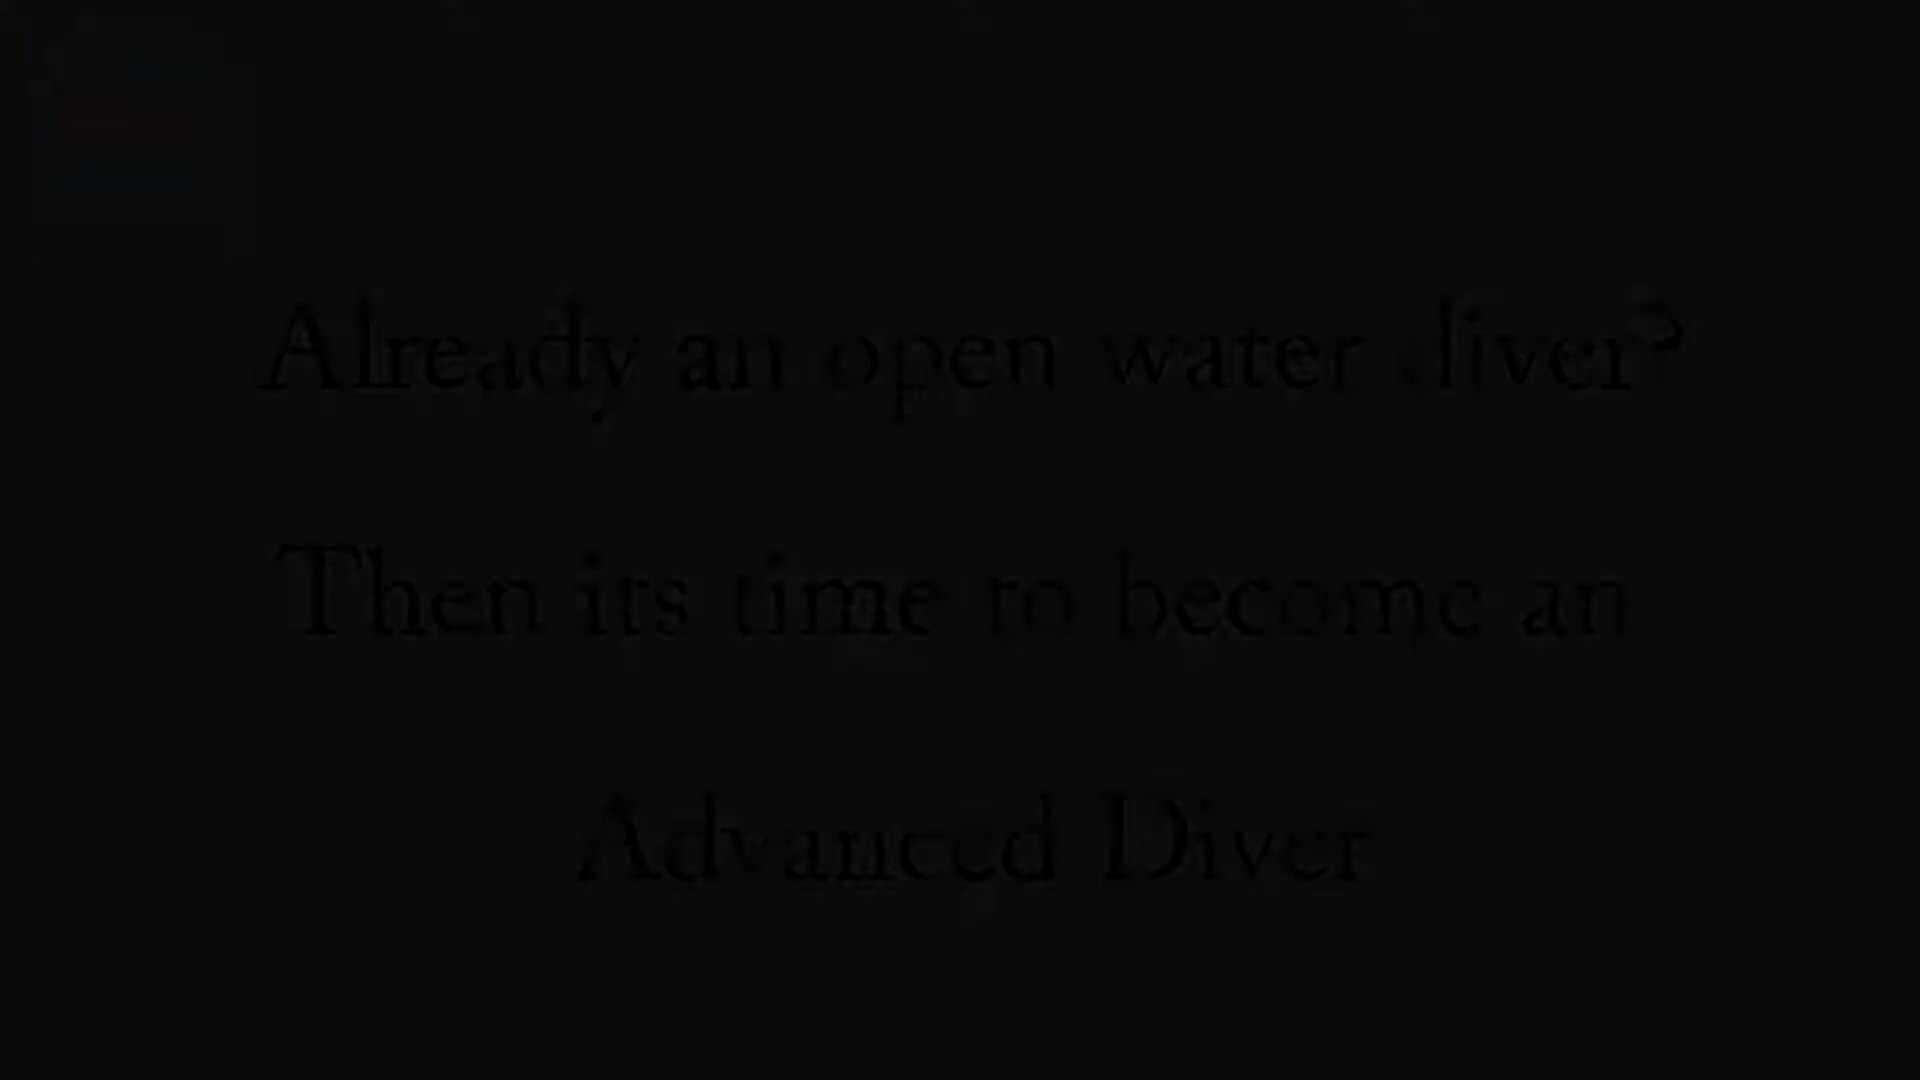 Already an open water diver?
Then its time to become an
Advanced Diver